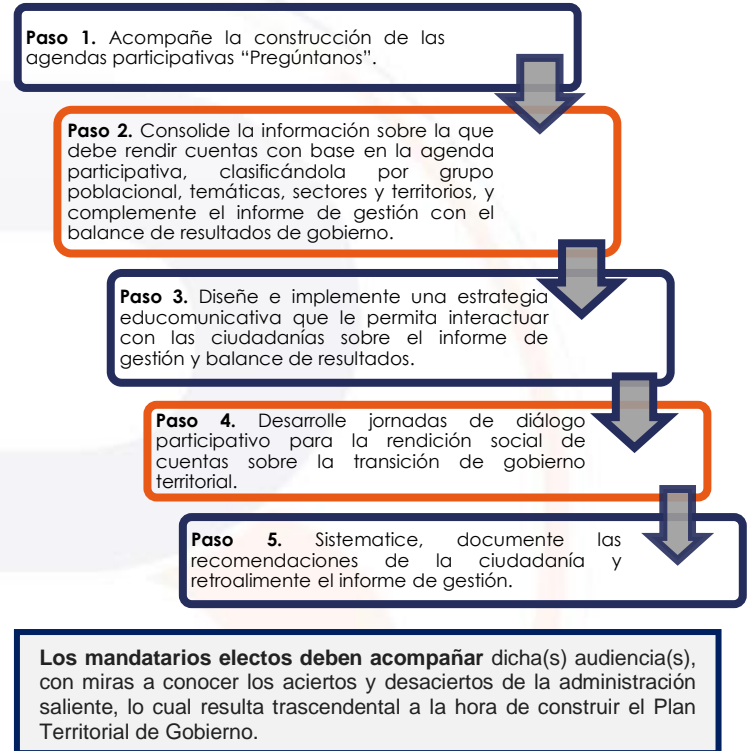 Paso 1. Acompañe la construcción de las
agendas participativas “Pregúntanos”.
Paso 2. Consolide la información sobre la que
debe rendir cuentas con base en la agenda
participativa, clasificándola por grupo
poblacional, temáticas, sectores y territorios, y
complemente el informe de gestión con el
balance de resultados de gobierno.
Paso 3. Diseñe e implemente una estrategia
educomunicativa que le permita interactuar
con las ciudadanías sobre el informe de
gestión y balance de resultados.
Paso 4. Desarrolle jornadas de diálogo
participativo para la rendición social de
cuentas sobre la transición de gobierno
territorial.
Paso 5. Sistematice, documente las
recomendaciones de la ciudadanía y
retroalimente el informe de gestión.
Los mandatarios electos deben acompañar dicha(s) audiencia(s),
con miras a conocer los aciertos y desaciertos de la administración
saliente, lo cual resulta trascendental a la hora de construir el Plan
Territorial de Gobierno.